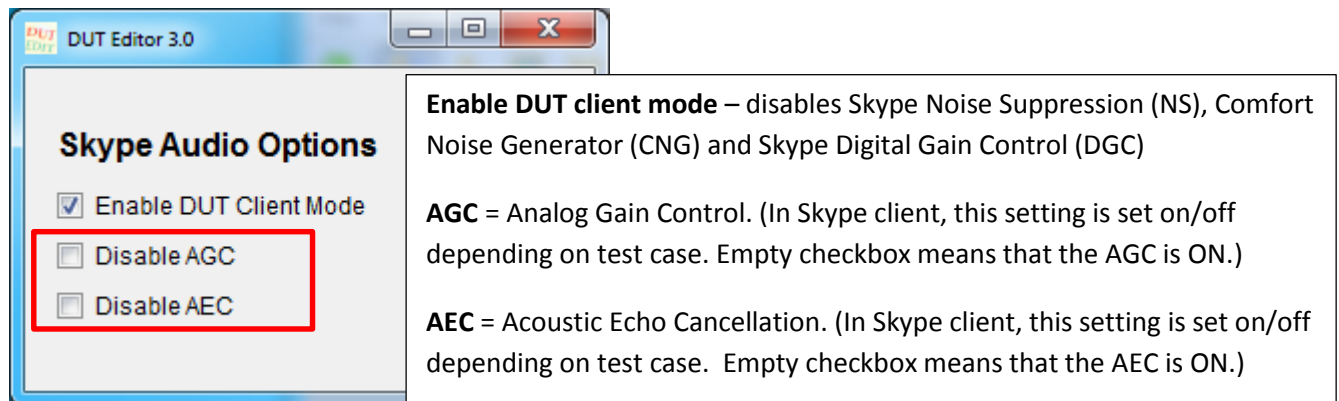 DUT EDIT
DUT Editor 3.0
Skype Audio Options
Enable DUT Client Mode
Disable AGC
Disable AEC
Enable DUT client mode – disables Skype Noise Suppression (NS), Comfort
Noise Generator (CNG) and Skype Digital Gain Control (DGC)
AGC = Analog Gain Control. (In Skype client, this setting is set on/off
depending on test case. Empty checkbox means that the AGC is ON.)
AEC = Acoustic Echo Cancellation. (In Skype client, this setting is set on/off
depending on test case.  Empty checkbox means that the AEC is ON.)